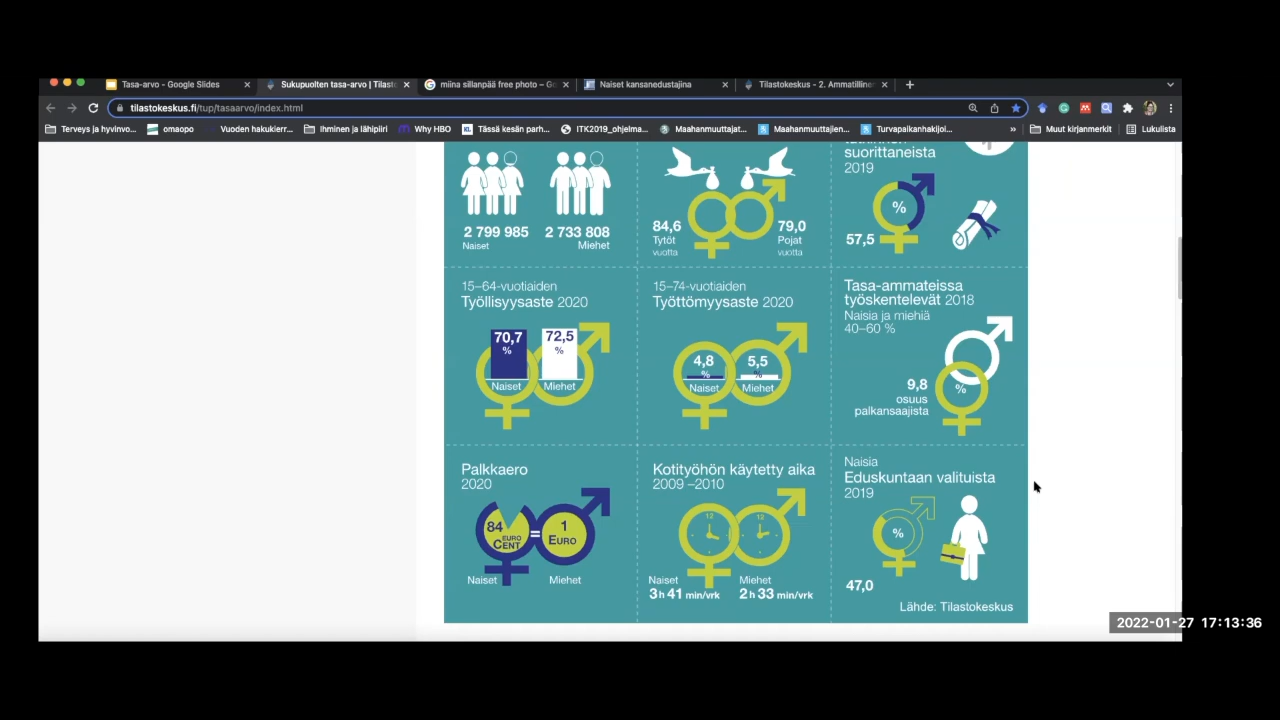 Tasa-arvo - Google Slides
Sukupuolten tasa-arvo | Tilast
miina sillanpää free photo – Go
Naiset kansanedustajina
Tilastokeskus - 2. Ammatilline
tilastokeskus.fi/tup/tasaarvo/index.html
Terveys ja hyvinvo...
omaopo
Vuoden hakukierr...
Ihminen ja lähipiiri
Why HBO
Tässä kesän parh...
ITK2019_ohjelma...
Maahanmuuttajat...
Maahanmuuttajien...
Turvapaikanhakijoi...
»
Muut kirjanmerkit
Lukulista
2 799 985
Naiset
2 733 808
Miehet
84,6
Tytöt
vuotta
79,0
Pojat
vuotta
suorittaneista
2019
%
57,5
15–64-vuotiaiden
Työllisyysaste 2020
70,7
%
Naiset
72,5
%
Miehet
15–74-vuotiaiden
Työttömyysaste 2020
4,8
%
Naiset
5,5
%
Miehet
Tasa-ammateissa
työskentelevät 2018
Naisia ja miehiä
40–60 %
%
9,8
osuus
palkansaajista
Palkkaero
2020
84 EURO
CENT
=
1
EURO
Naiset
Miehet
Kotityöhön käytetty aika
2009 –2010
12
12
Naiset
3 h 41 min/vrk
Miehet
2 h 33 min/vrk
Naisia
Eduskuntaan valituista
2019
%
47,0
Lähde: Tilastokeskus
2022-01-27 17:13:36